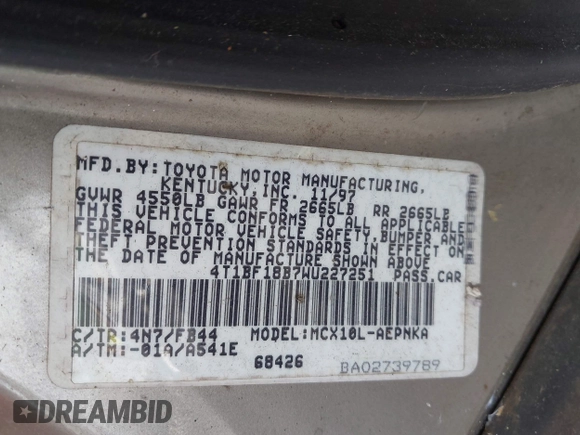 MFD.BY:TOYOTA MOTOR MANUFACTURING,
KENTUCKY,INC. 11/97
GVWR 4550LB GAWR FR 2665LB RR 2665LB
THIS VEHICLE CONFORMS TO ALL APPLICABLE
FEDERAL MOTOR VEHICLE SAFETY,BUMPER AND
THEFT PREVENTION STANDARDS IN EFFECT ON
THE DATE OF MANUFACTURE SHOWN ABOVE.
4T1BF18B7WU227251 PASS.CAR
C/TR:4N7/FB44 MODEL:MCX10L-AEPNKA
A/TM:-01A/A541E
68426 BA02739789
DREAMBID